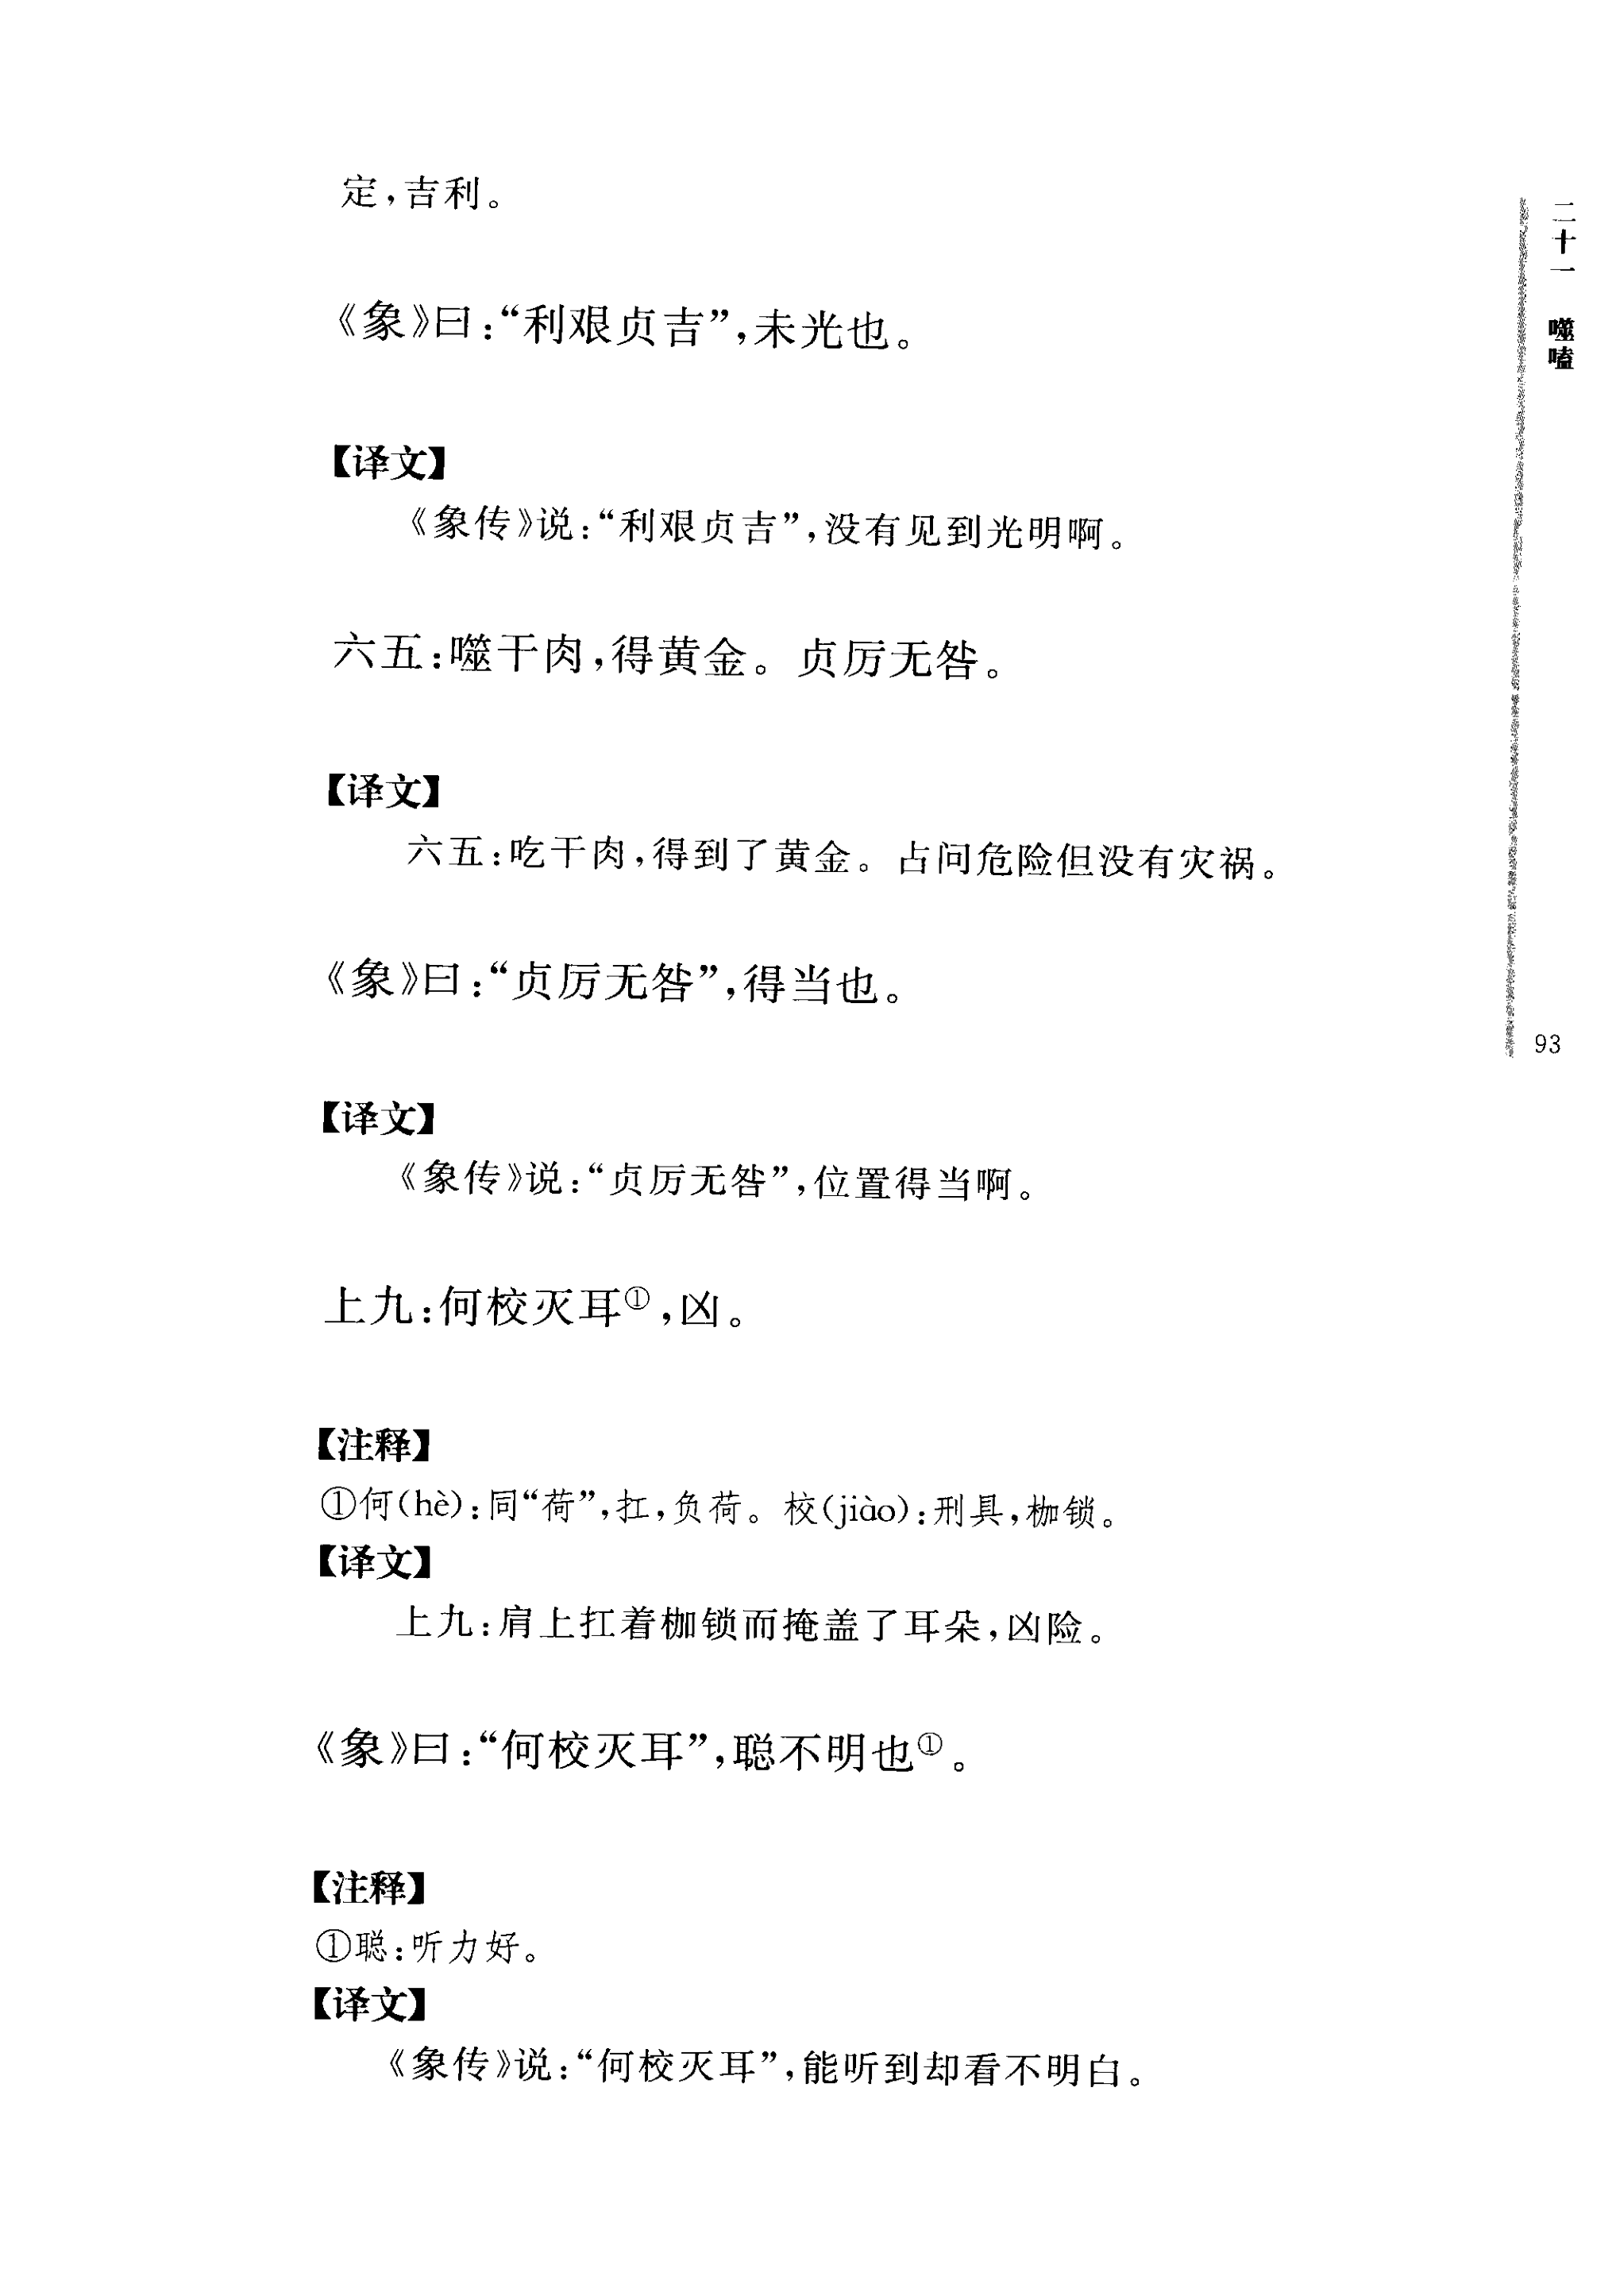 定，吉利。
《象》曰：“利艰贞吉”，未光也。
【译文】
《象传》说：“利艰贞吉”，没有见到光明啊。
六五：噬干肉，得黄金。贞厉无咎。
【译文】
六五：吃干肉，得到了黄金。占问危险但没有灾祸。
《象》曰：“贞厉无咎”，得当也。
【译文】
《象传》说：“贞厉无咎”，位置得当啊。
上九：何校灭耳①，凶。
【注释】
①何(hè)：同“荷”，扛，负荷。校(jiào)：刑具，枷锁。
【译文】
上九：肩上扛着枷锁而掩盖了耳朵，凶险。
《象》曰：“何校灭耳”，聪不明也①。
【注释】
①聪：听力好。
【译文】
《象传》说：“何校灭耳”，能听到却看不明白。
二十一 噬嗑
93